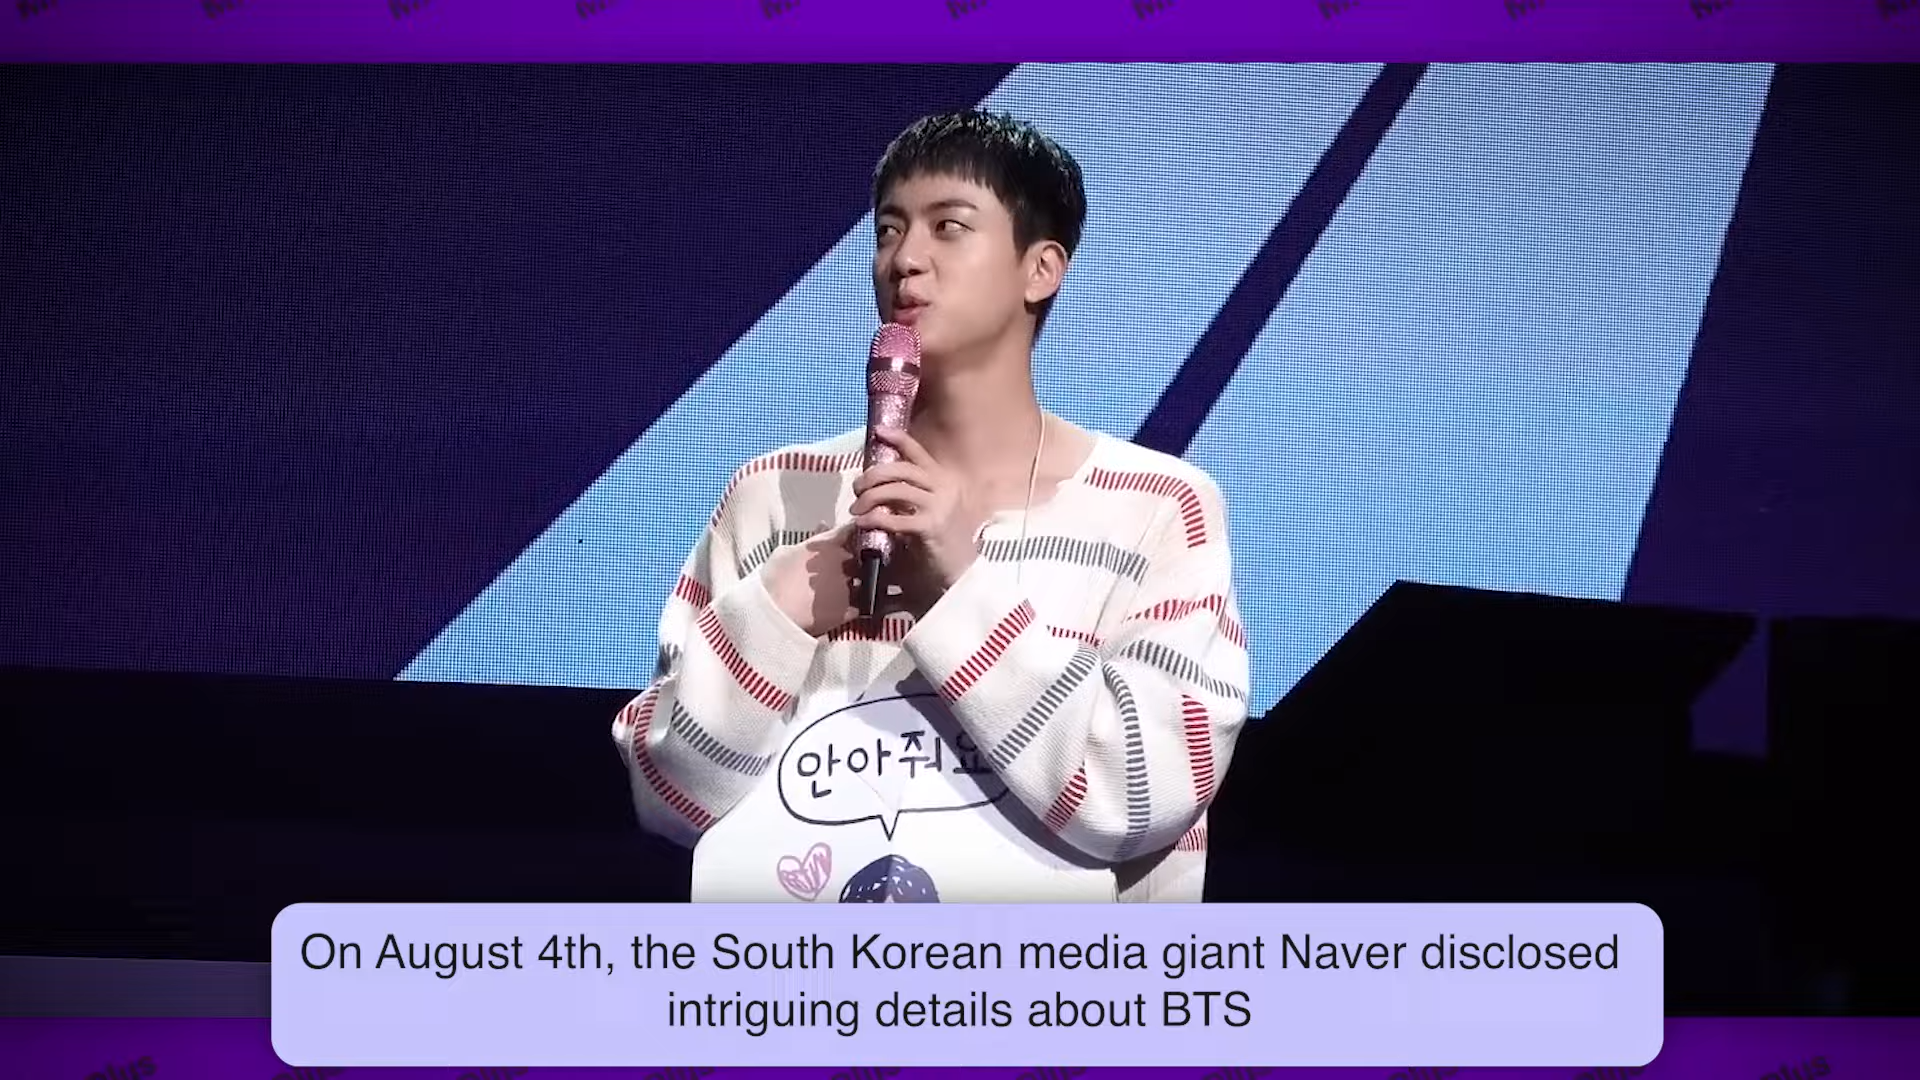 안아줘요
On August 4th, the South Korean media giant Naver disclosed
intriguing details about BTS